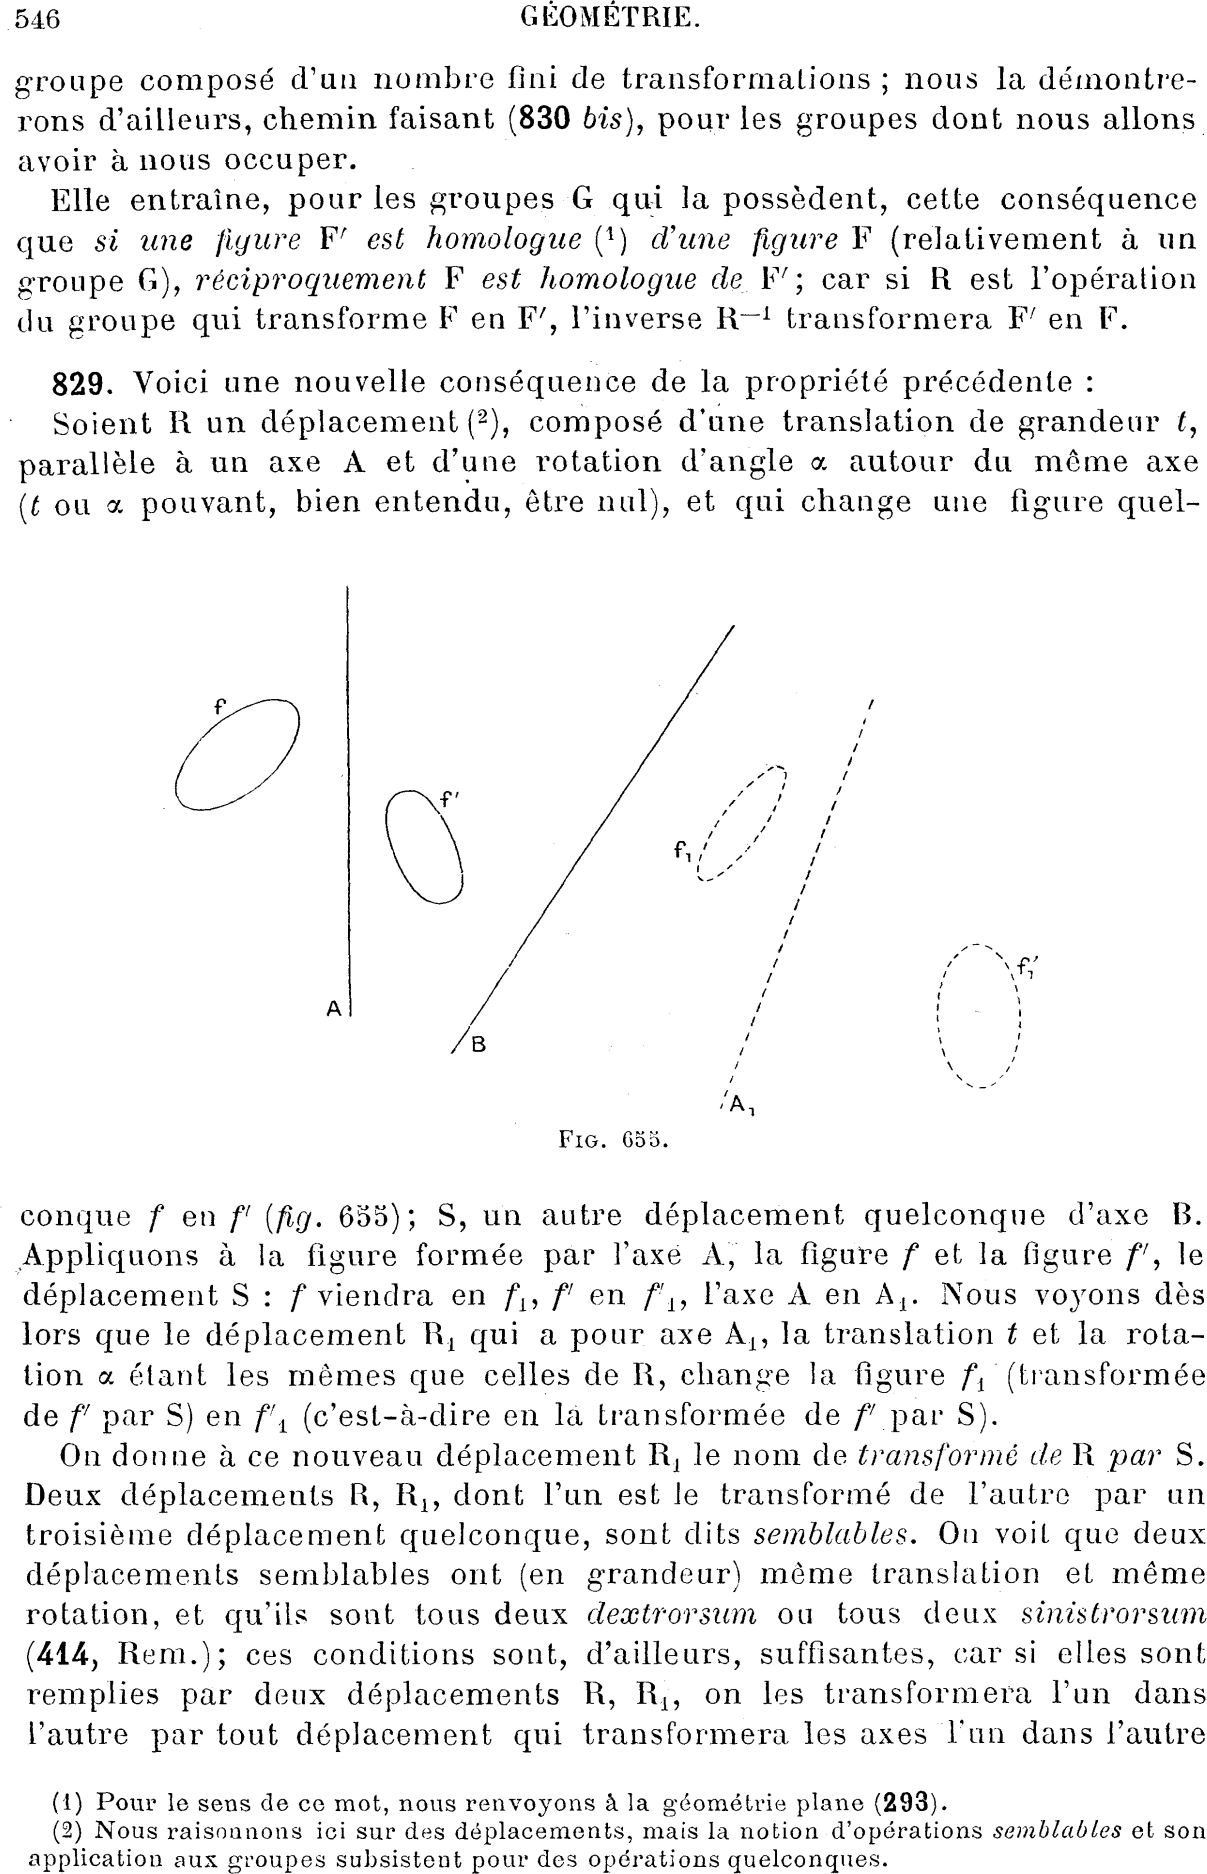 546
GÉOMÉTRIE.
groupe composé d'un nombre fini de transformations ; nous la démontre-
rons d'ailleurs, chemin faisant (830 bis), pour les groupes dont nous allons
avoir à nous occuper.
Elle entraîne, pour les groupes G qui la possèdent, cette conséquence
que si une figure F′ est homologue (1) d'une figure F (relativement à un
groupe G), réciproquement F est homologue de F′ ; car si R est l'opération
du groupe qui transforme F en F′, l'inverse R—1 transformera F′ en F.
829. Voici une nouvelle conséquence de la propriété précédente :
Soient R un déplacement (2), composé d'une translation de grandeur t,
parallèle à un axe A et d'une rotation d'angle α autour du même axe
(t ou α pouvant, bien entendu, être nul), et qui change une figure quel-
f
f′
f1
f′1
A
B
A1
FIG. 655.
conque f en f′ (fig. 655) ; S, un autre déplacement quelconque d'axe B.
Appliquons à la figure formée par l'axe A, la figure f et la figure f′, le
déplacement S : f viendra en f1, f′ en f′1, l'axe A en A1. Nous voyons dès
lors que le déplacement R1 qui a pour axe A1, la translation t et la rota-
tion α étant les mêmes que celles de R, change la figure f1 (transformée
de f′ par S) en f′1 (c'est-à-dire en la transformée de f′ par S).
On donne à ce nouveau déplacement R1 le nom de transformé de R par S.
Deux déplacements R, R1, dont l'un est le transformé de l'autre par un
troisième déplacement quelconque, sont dits semblables. On voit que deux
déplacements semblables ont (en grandeur) même translation et même
rotation, et qu'ils sont tous deux dextrorsum ou tous deux sinistrorsum
(414, Rem.) ; ces conditions sont, d'ailleurs, suffisantes, car si elles sont
remplies par deux déplacements R, R1, on les transformera l'un dans
l'autre par tout déplacement qui transformera les axes l'un dans l'autre
(1) Pour le sens de ce mot, nous renvoyons à la géométrie plane (293).
(2) Nous raisonnons ici sur des déplacements, mais la notion d'opérations semblables et son
application aux groupes subsistent pour des opérations quelconques.